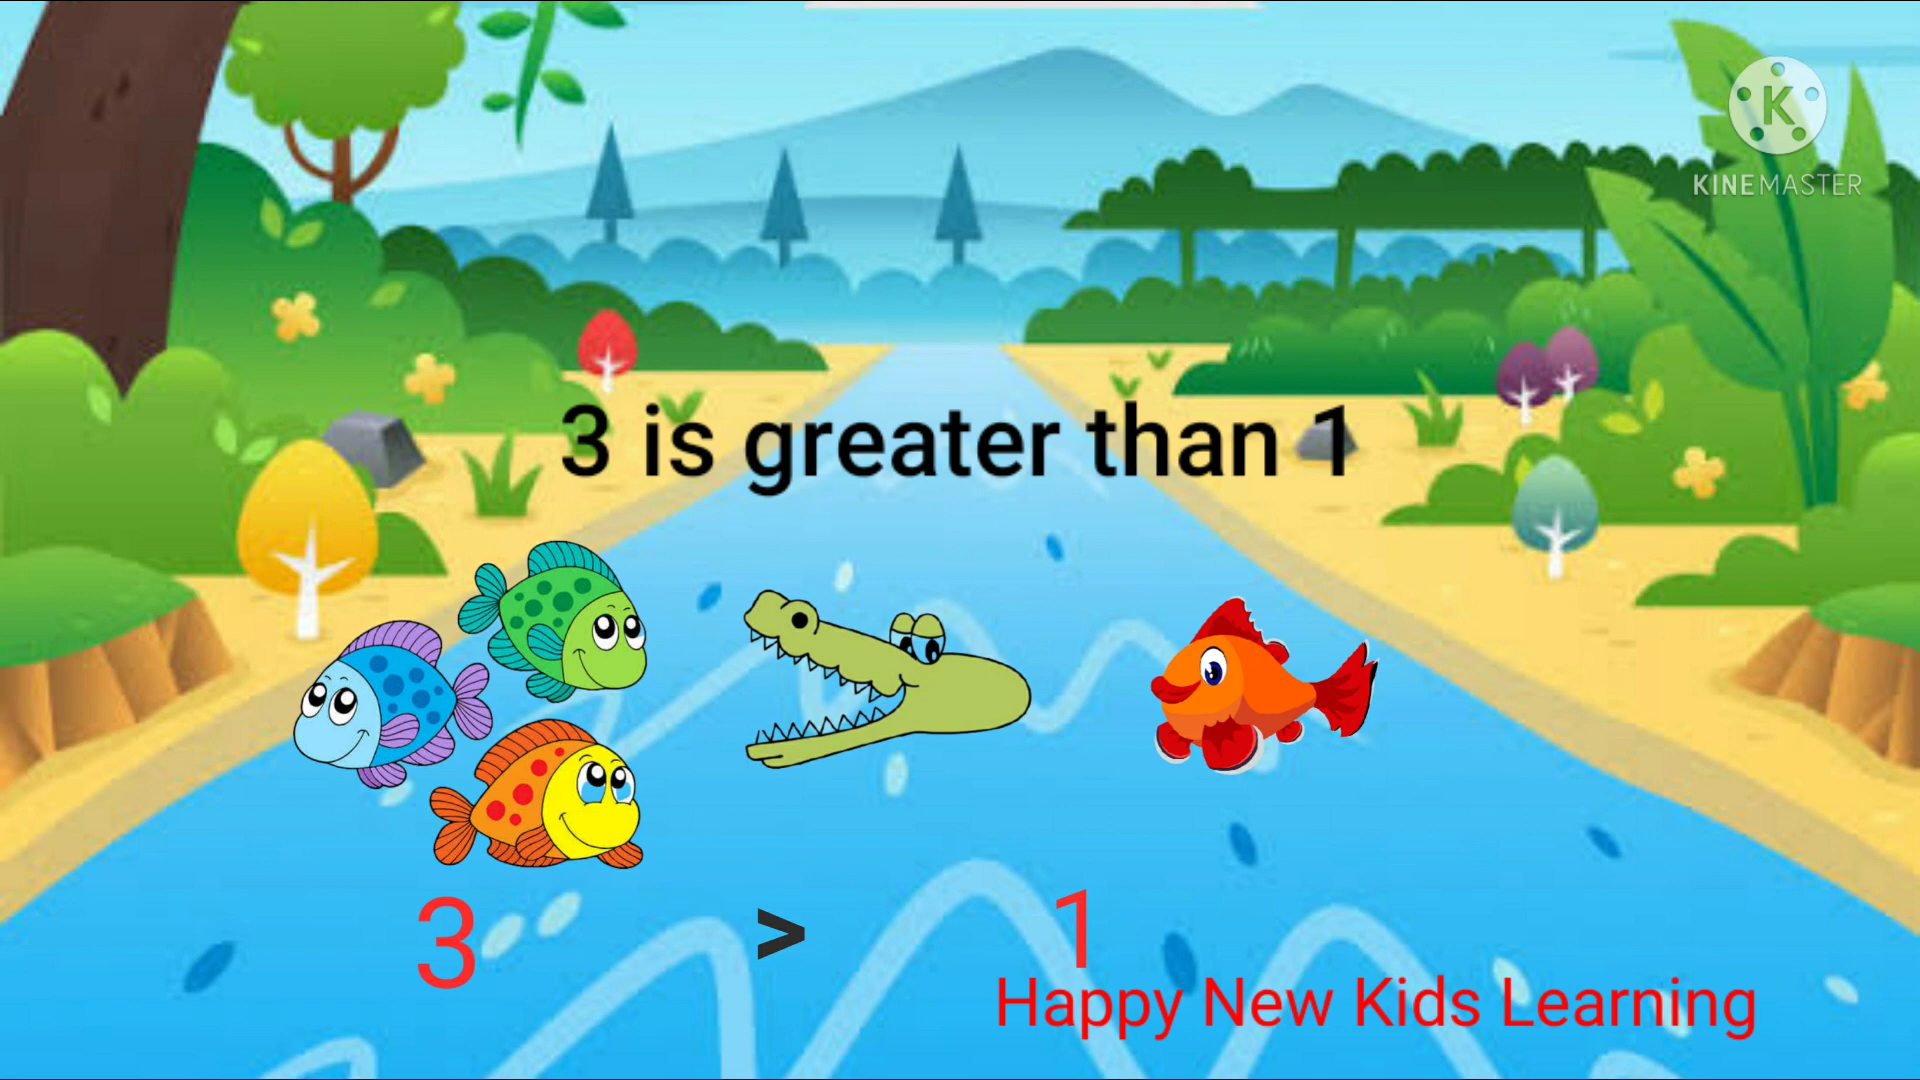 K
KINEMASTER
3 is greater than 1
3 > 1
Happy New Kids Learning